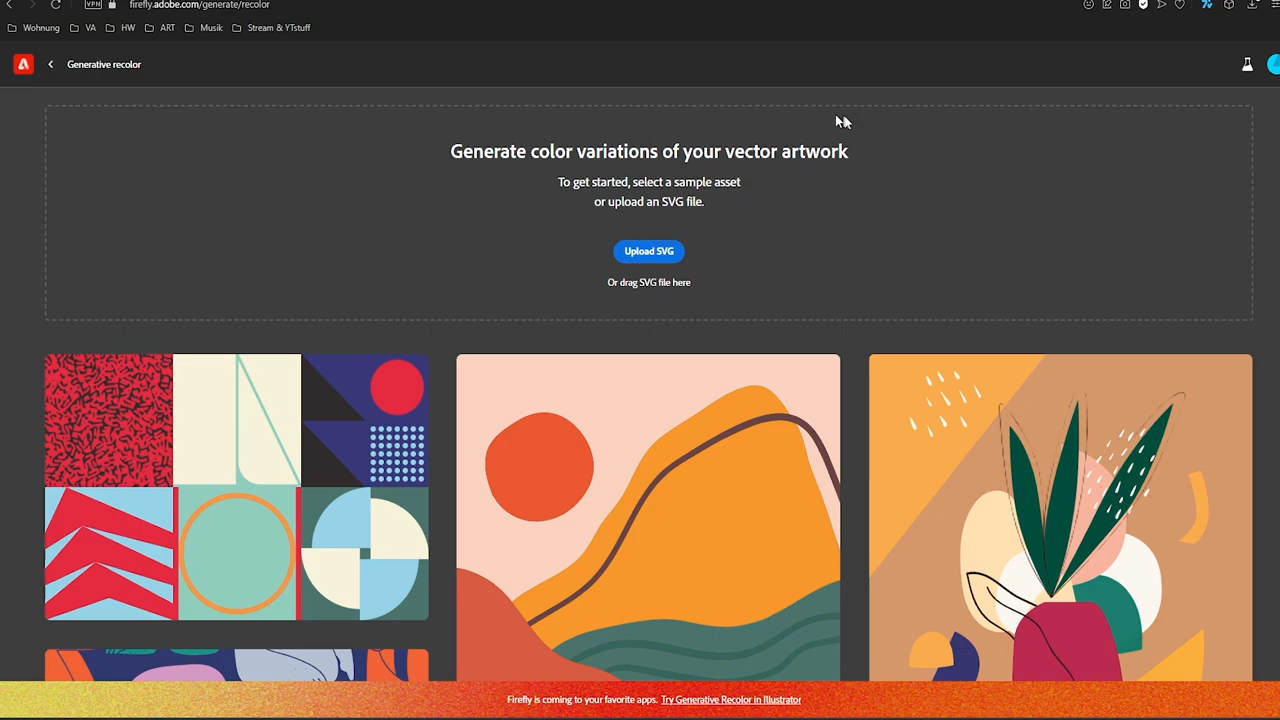 VPN firefly.adobe.com/generate/recolor
Wohnung VA HW ART Musik Stream & YTstuff
Generative recolor
Generate color variations of your vector artwork
To get started, select a sample asset
or upload an SVG file.
Upload SVG
Or drag SVG file here
Firefly is coming to your favorite apps. Try Generative Recolor in Illustrator